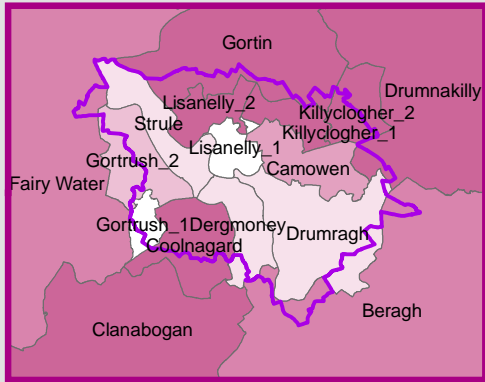 Gortin
Drumnakilly
Lisanelly_2
Killyclogher_2
Strule
Killyclogher_1
Lisanelly_1
Gortrush_2
Camowen
Fairy Water
Gortrush_1
Dergmoney
Drumragh
Coolnagard
Beragh
Clanabogan